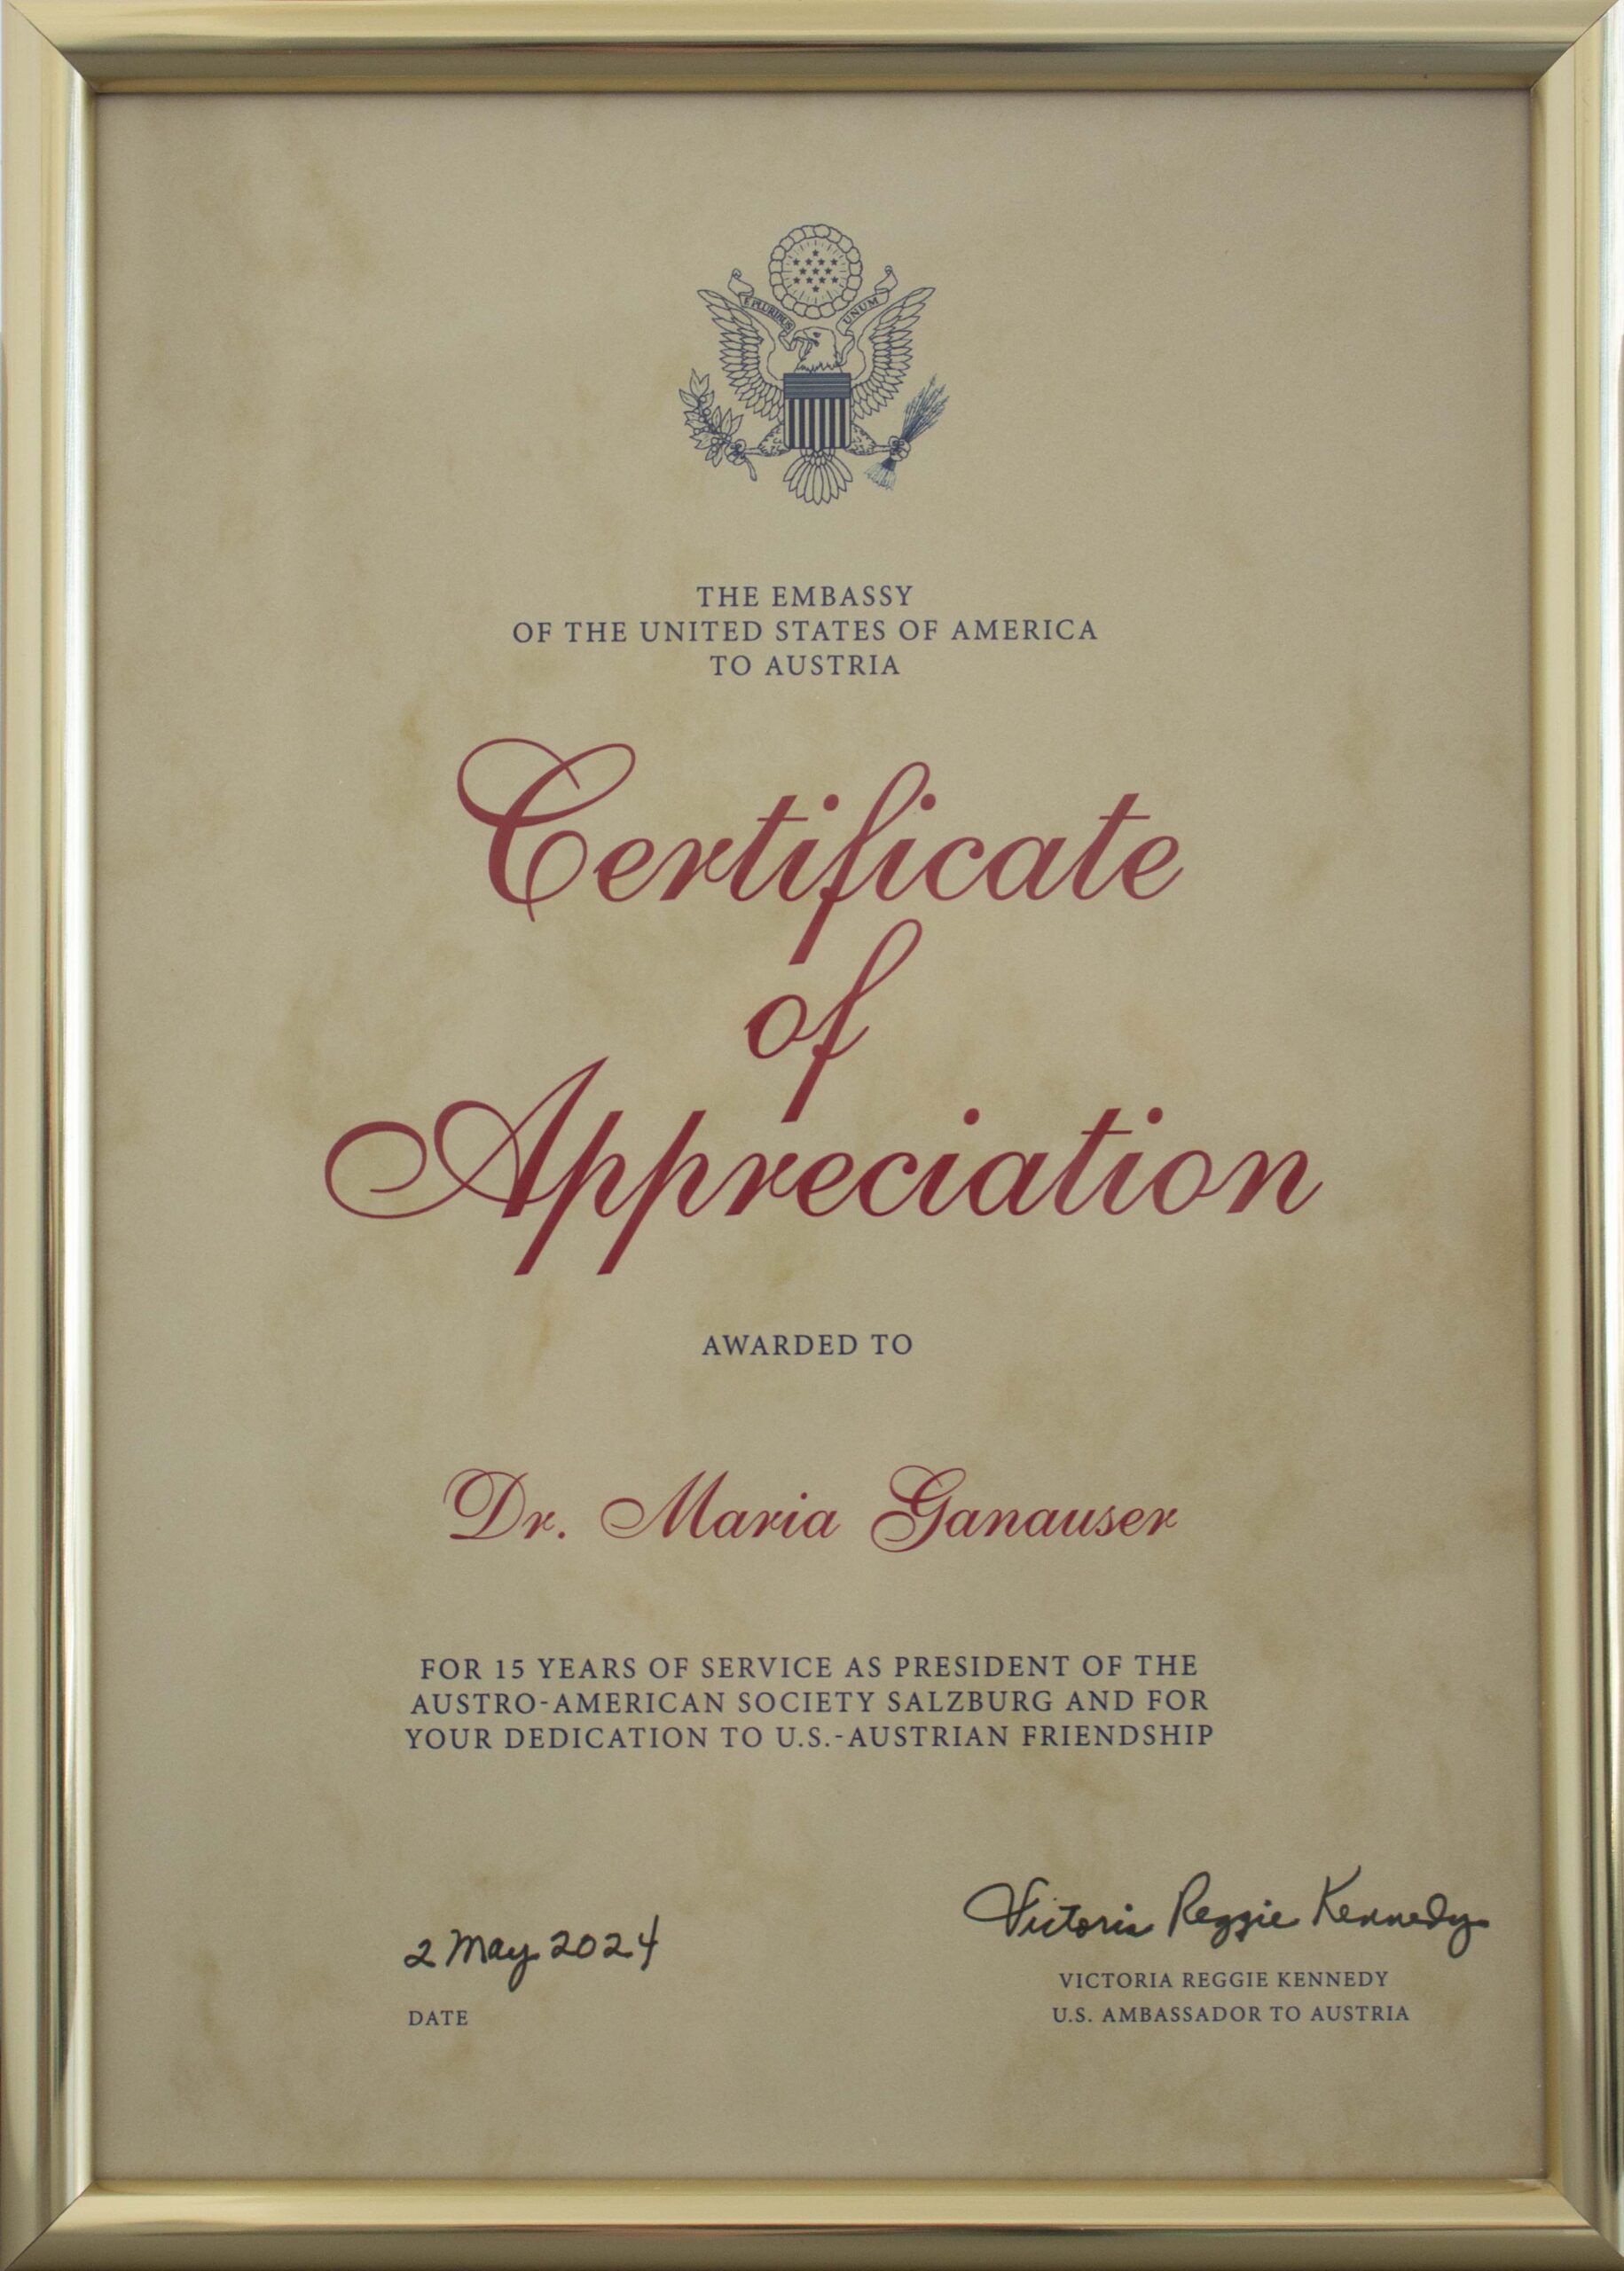 E PLURIBUS UNUM
THE EMBASSY
OF THE UNITED STATES OF AMERICA
TO AUSTRIA
Certificate
of
Appreciation
AWARDED TO
Dr. Maria Ganauser
FOR 15 YEARS OF SERVICE AS PRESIDENT OF THE
AUSTRO-AMERICAN SOCIETY SALZBURG AND FOR
YOUR DEDICATION TO U.S.-AUSTRIAN FRIENDSHIP
2 May 2024
DATE
Victoria Reggie Kennedy
VICTORIA REGGIE KENNEDY
U.S. AMBASSADOR TO AUSTRIA